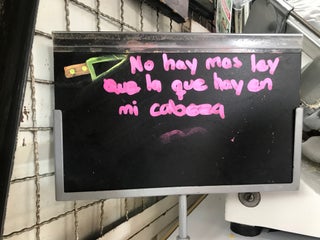 No hay mas ley
que la que hay en
mi cabeza